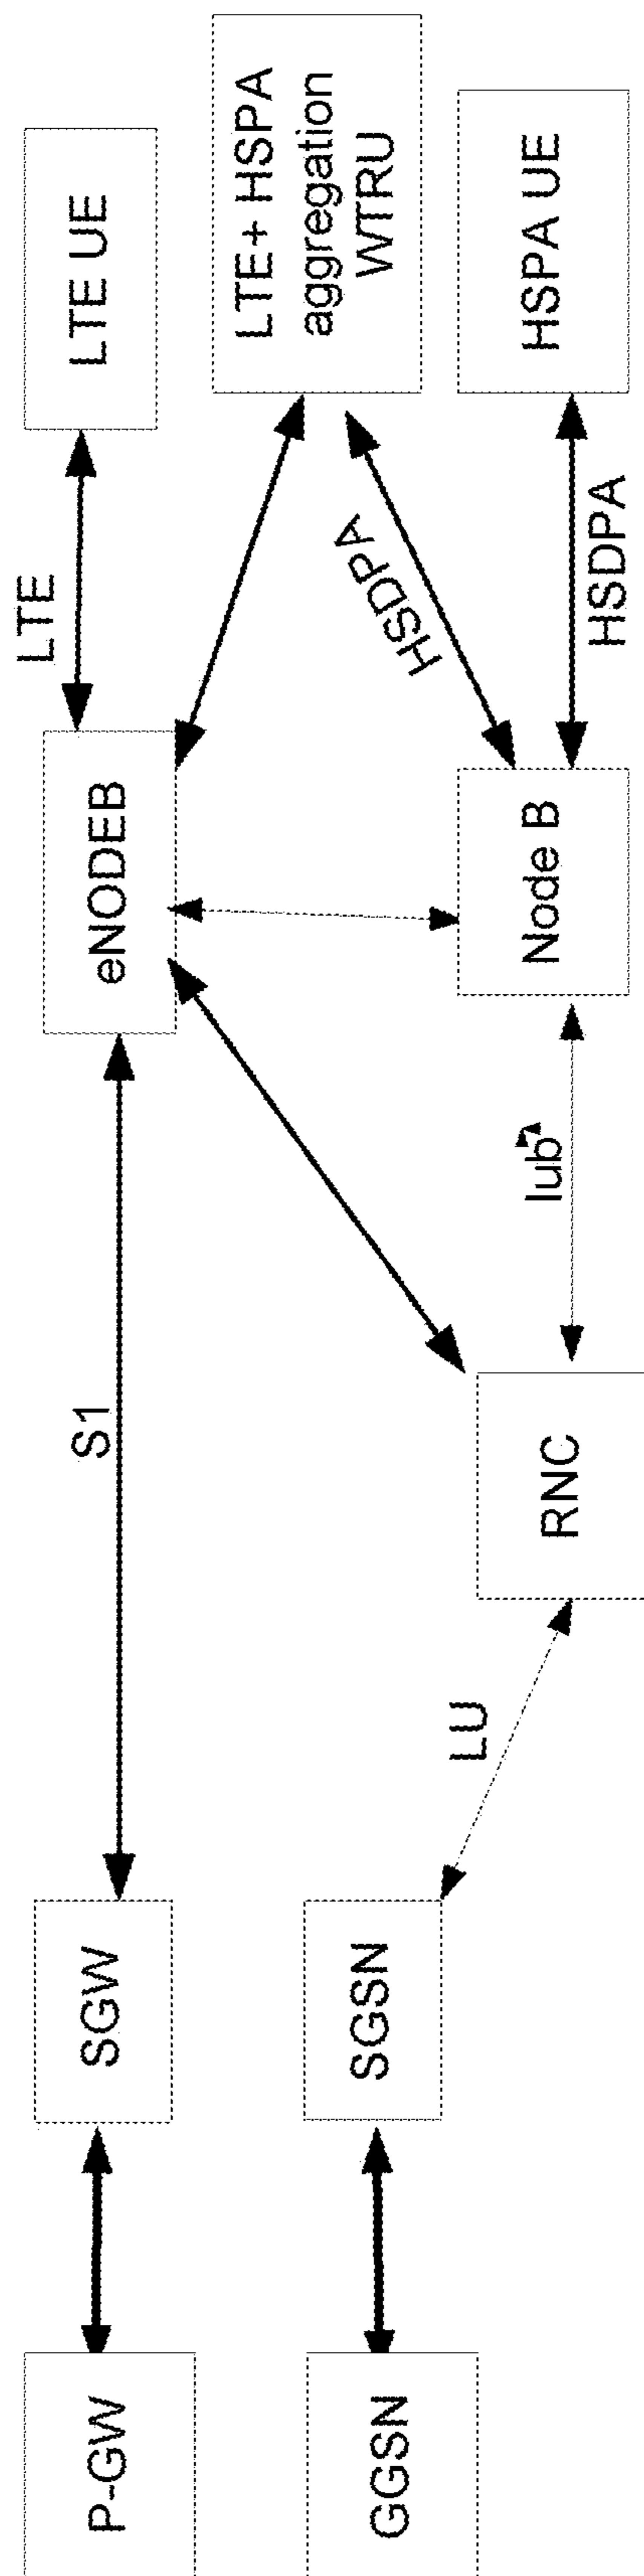 P-GW
SGW
S1
eNODEB
LTE
LTE UE
GGSN
SGSN
LTE+ HSPA
aggregation
WTRU
HSDPA
LU
RNC
Iub
Node B
HSDPA
HSPA UE